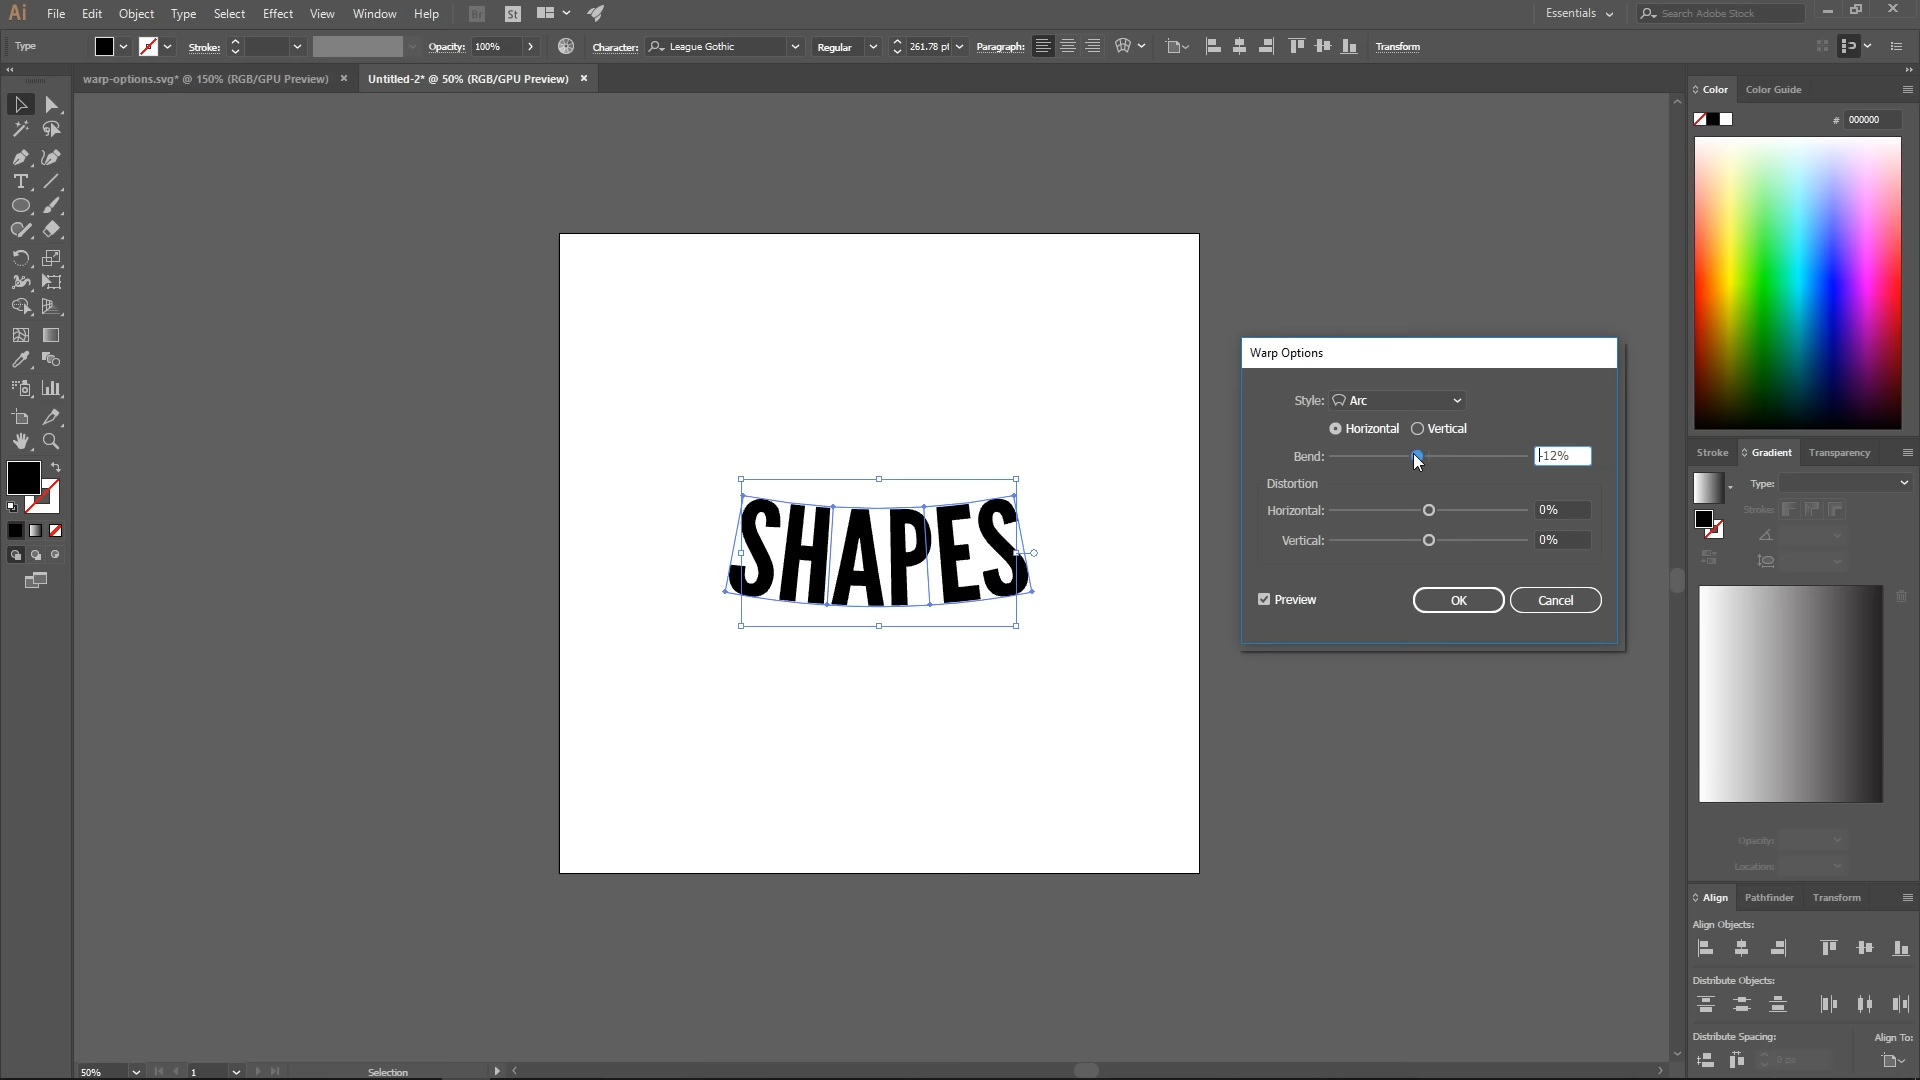 Ai File Edit Object Type Select Effect View Window Help Br St Essentials Search Adobe Stock
Type Stroke: Opacity: 100% Character: League Gothic Regular 261.78 pt Paragraph: Transform
warp-options.svg* @ 150% (RGB/GPU Preview) Untitled-2* @ 50% (RGB/GPU Preview)
Color Color Guide
# 000000
Warp Options
Style: Arc
Horizontal Vertical
Bend: -12%
Distortion
Horizontal: 0%
Vertical: 0%
Preview OK Cancel
SHAPES
Stroke Gradient Transparency
Type:
Stroke:
Opacity:
Location:
Align Pathfinder Transform
Align Objects:
Distribute Objects:
Distribute Spacing: Align To:
0 px
50% 1 Selection